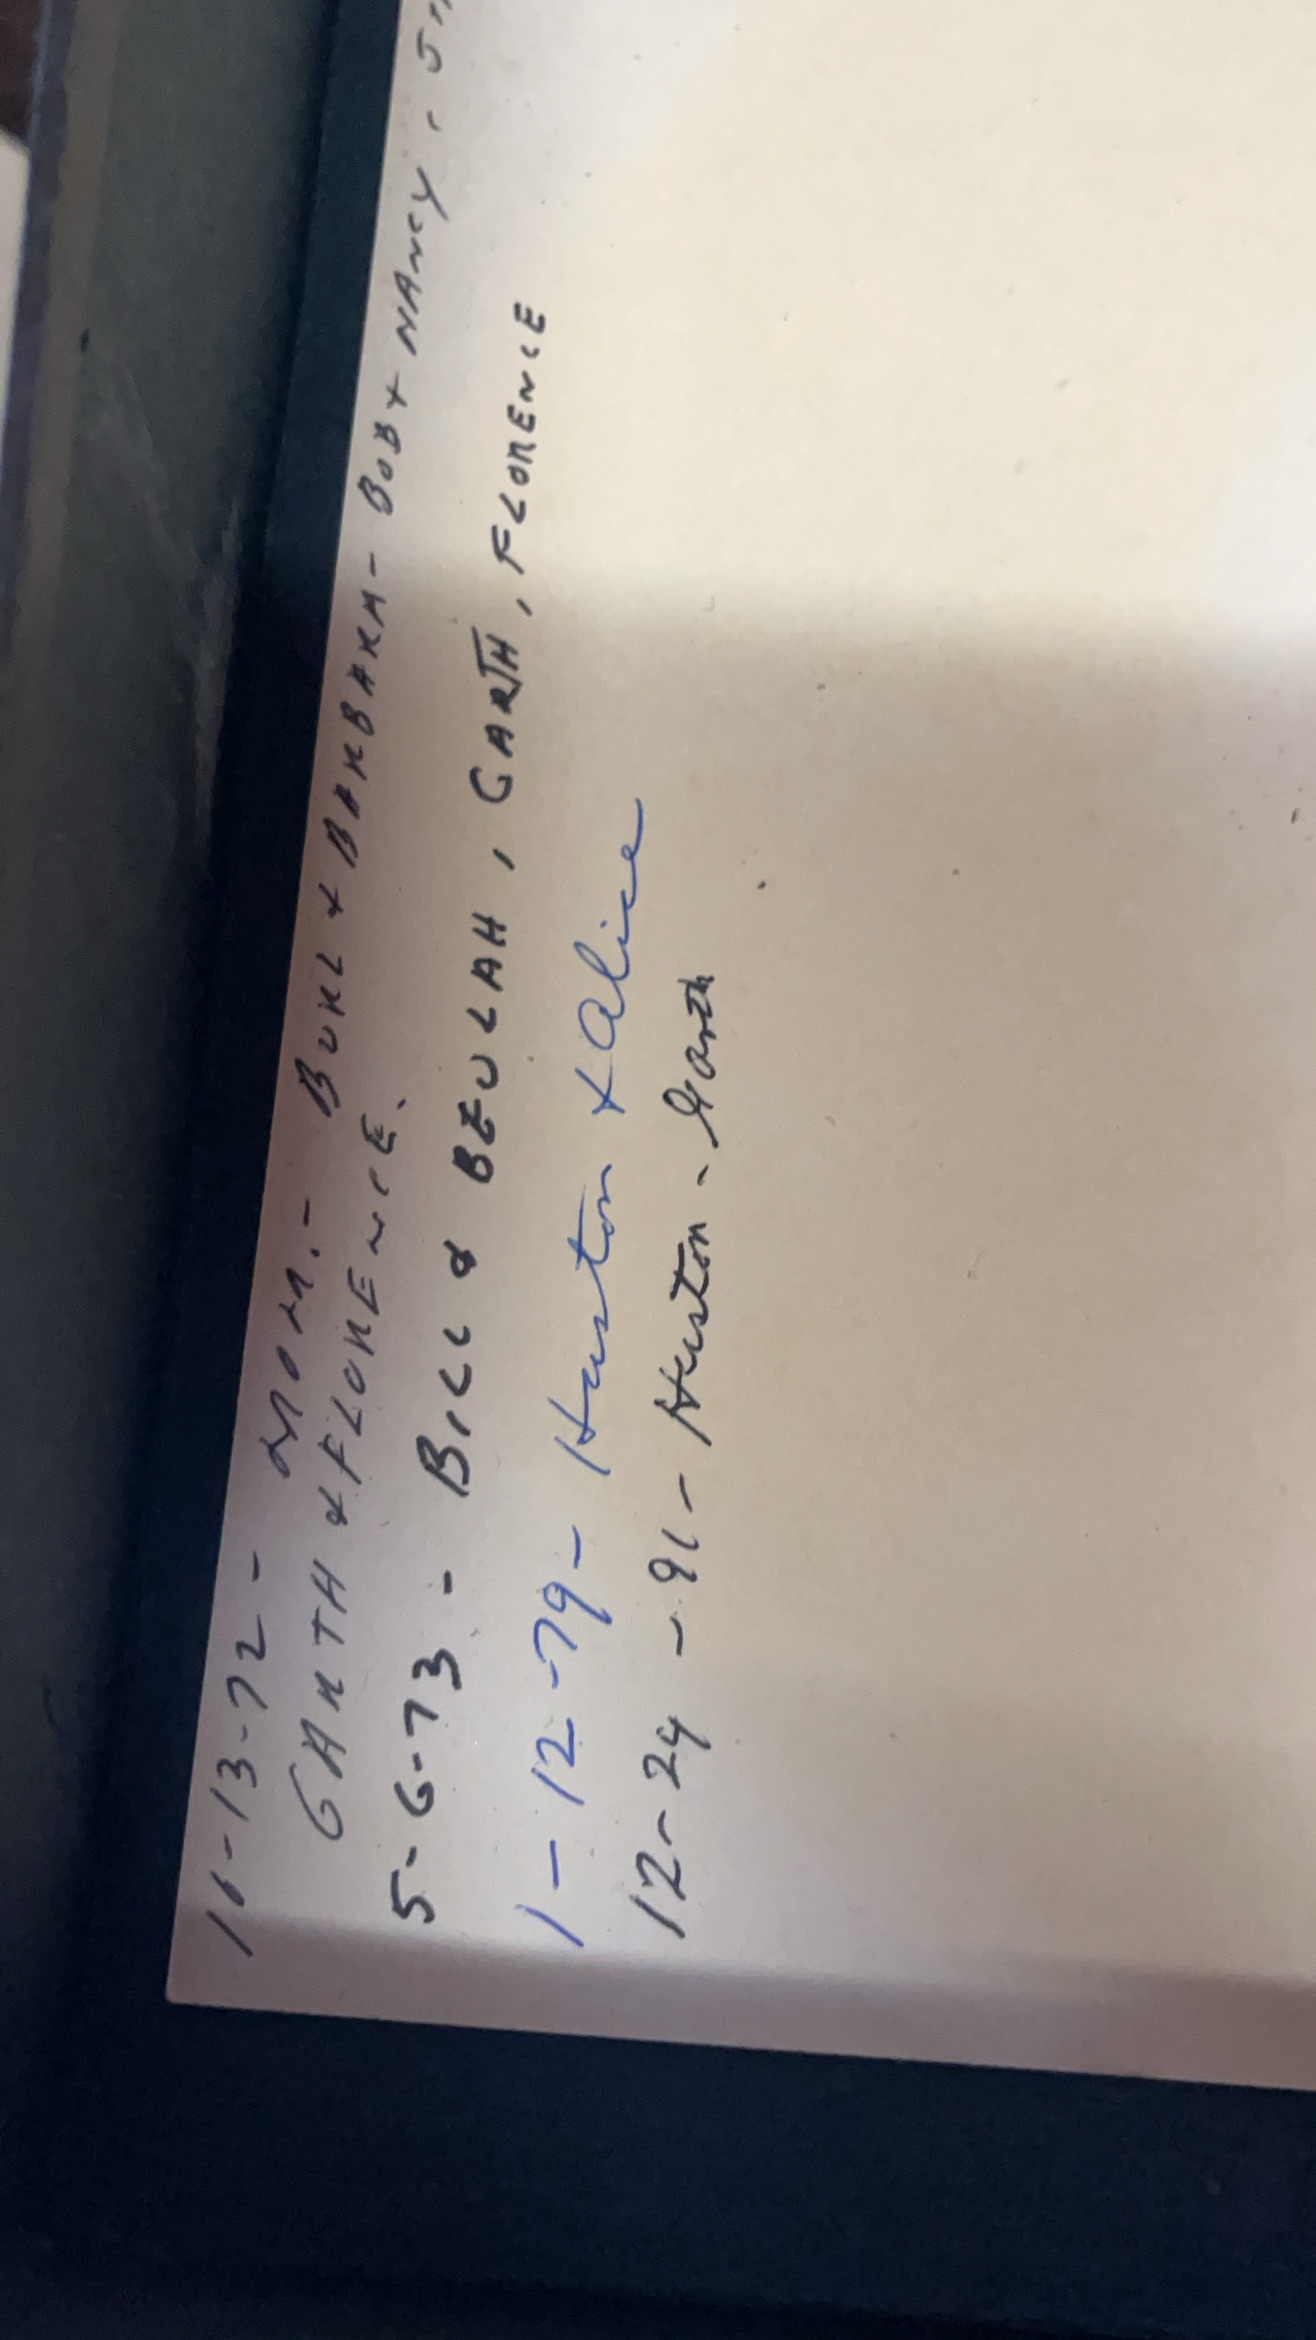 11-13-72 - MOM. - BURL & BARBARA - BOB + NANCY.
GARTH & FLORENCE.
5-6-73 - BILL & BEULAH, GARTH, FLORENCE
1-12-79 - Huston + Alice
12-24-91 - Huston - Garth